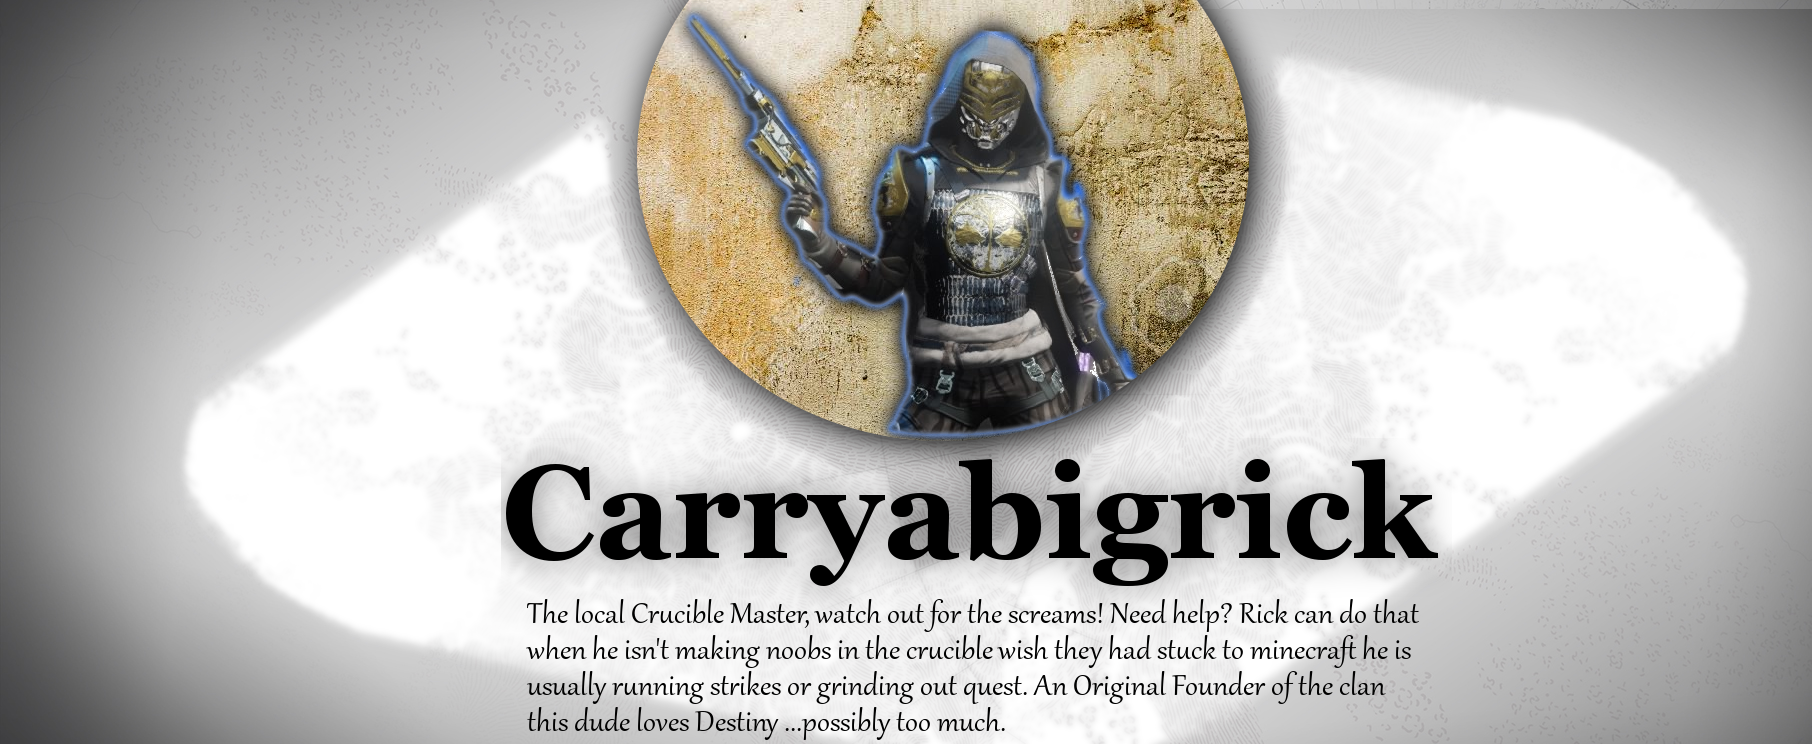 Carryabigrick
The local Crucible Master, watch out for the screams! Need help? Rick can do that
when he isn't making noobs in the crucible wish they had stuck to minecraft he is
usually running strikes or grinding out quest. An Original Founder of the clan
this dude loves Destiny ...possibly too much.